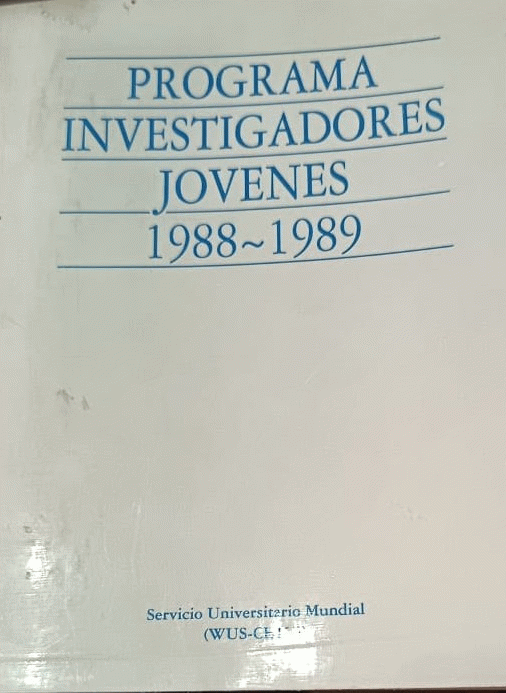 PROGRAMA
INVESTIGADORES
JOVENES
1988~1989
Servicio Universitario Mundial